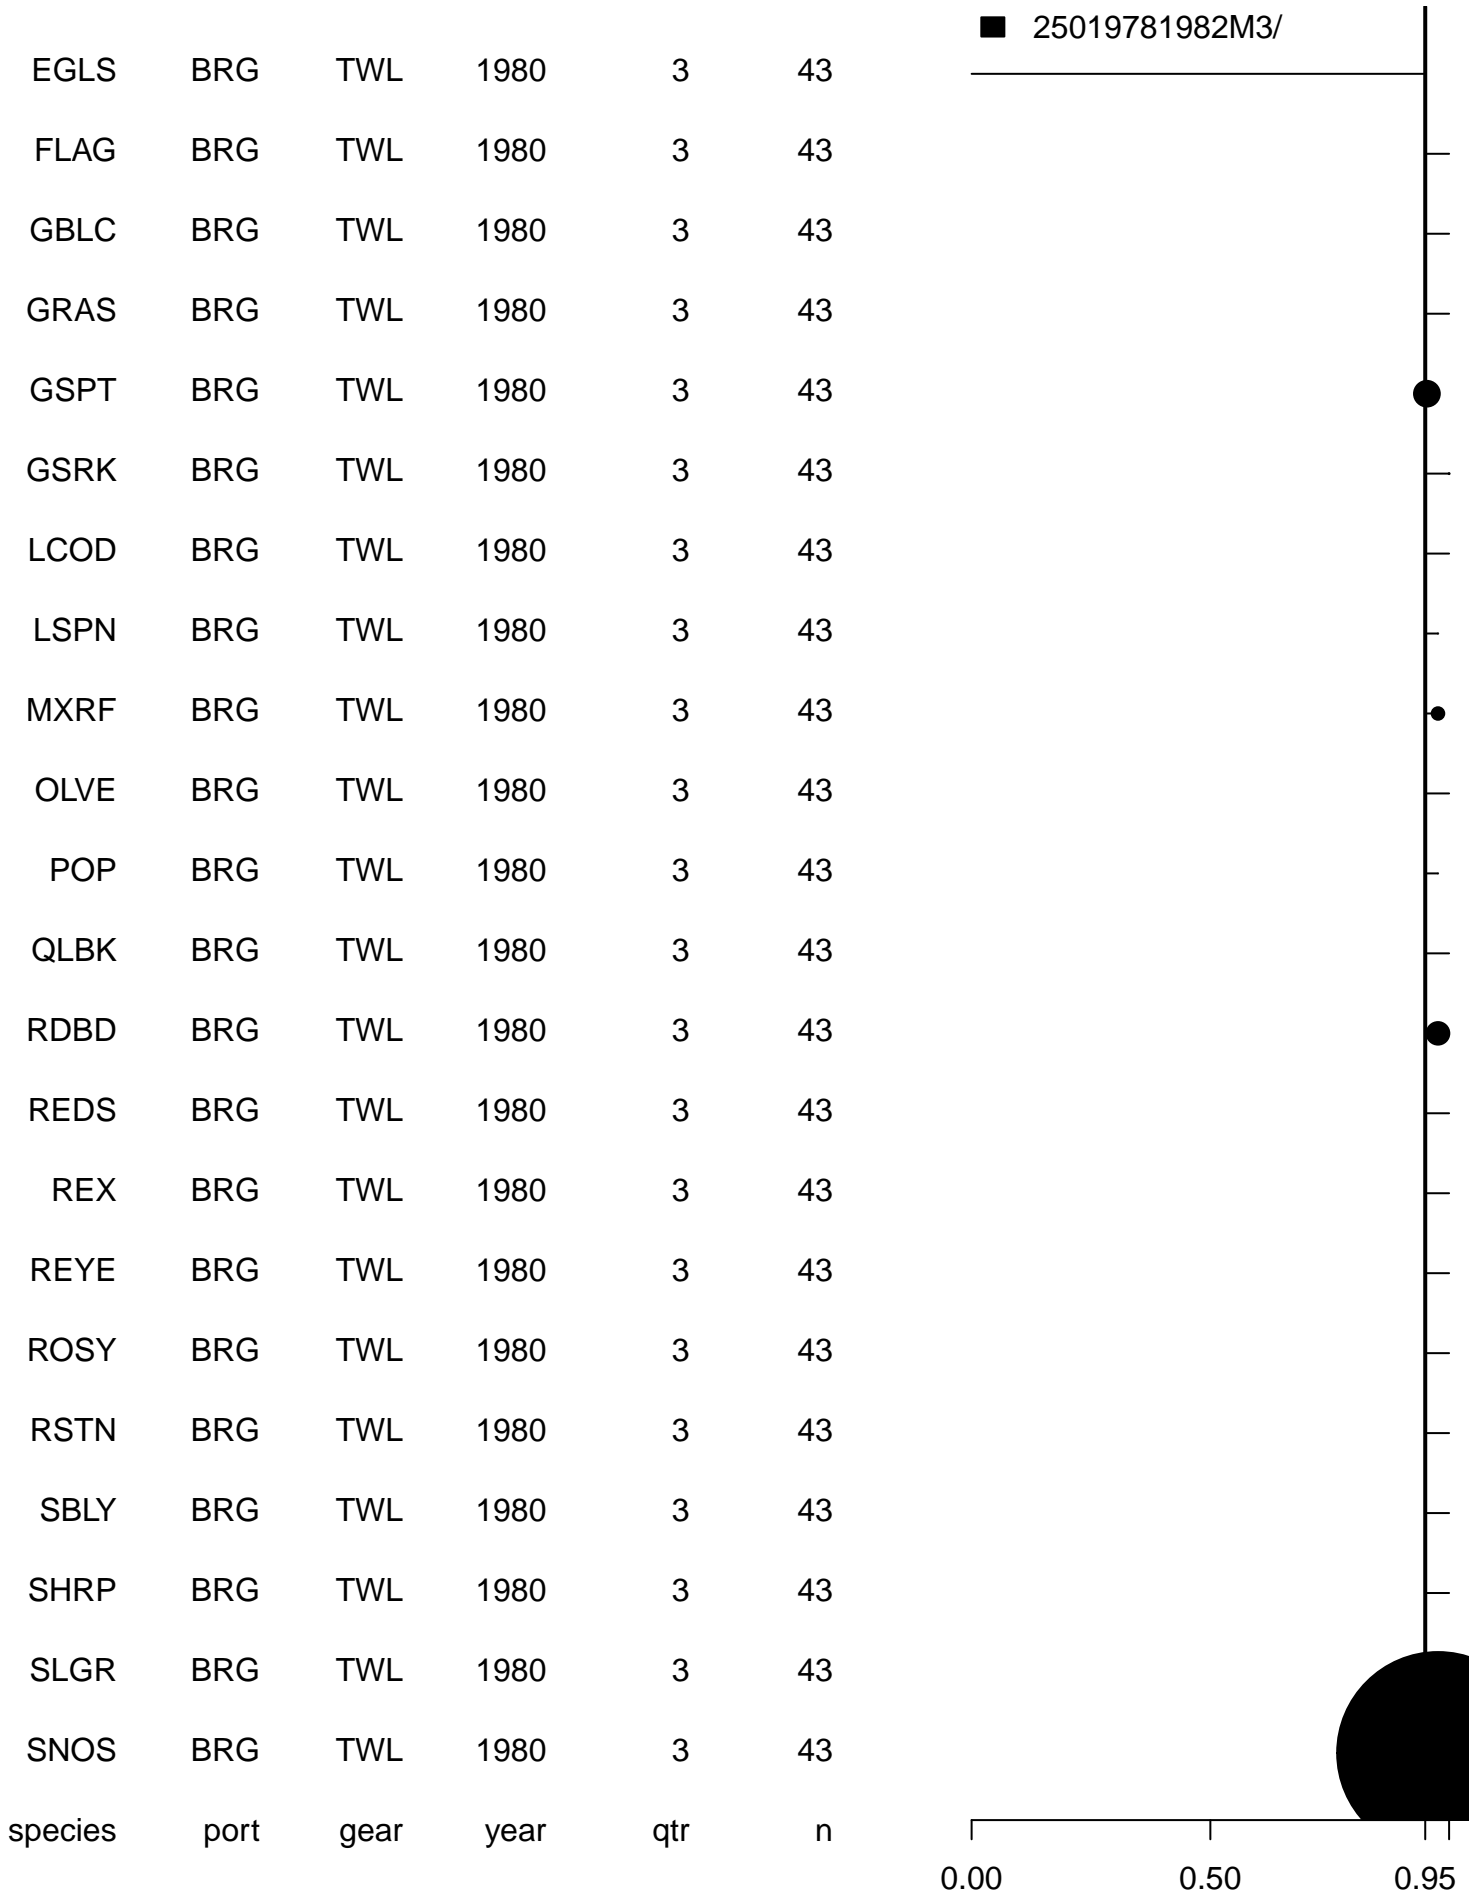 25019781982M3/
EGLS BRG TWL 1980 3 43
FLAG BRG TWL 1980 3 43
GBLC BRG TWL 1980 3 43
GRAS BRG TWL 1980 3 43
GSPT BRG TWL 1980 3 43
GSRK BRG TWL 1980 3 43
LCOD BRG TWL 1980 3 43
LSPN BRG TWL 1980 3 43
MXRF BRG TWL 1980 3 43
OLVE BRG TWL 1980 3 43
POP BRG TWL 1980 3 43
QLBK BRG TWL 1980 3 43
RDBD BRG TWL 1980 3 43
REDS BRG TWL 1980 3 43
REX BRG TWL 1980 3 43
REYE BRG TWL 1980 3 43
ROSY BRG TWL 1980 3 43
RSTN BRG TWL 1980 3 43
SBLY BRG TWL 1980 3 43
SHRP BRG TWL 1980 3 43
SLGR BRG TWL 1980 3 43
SNOS BRG TWL 1980 3 43
species port gear year qtr n
0.00 0.50 0.95